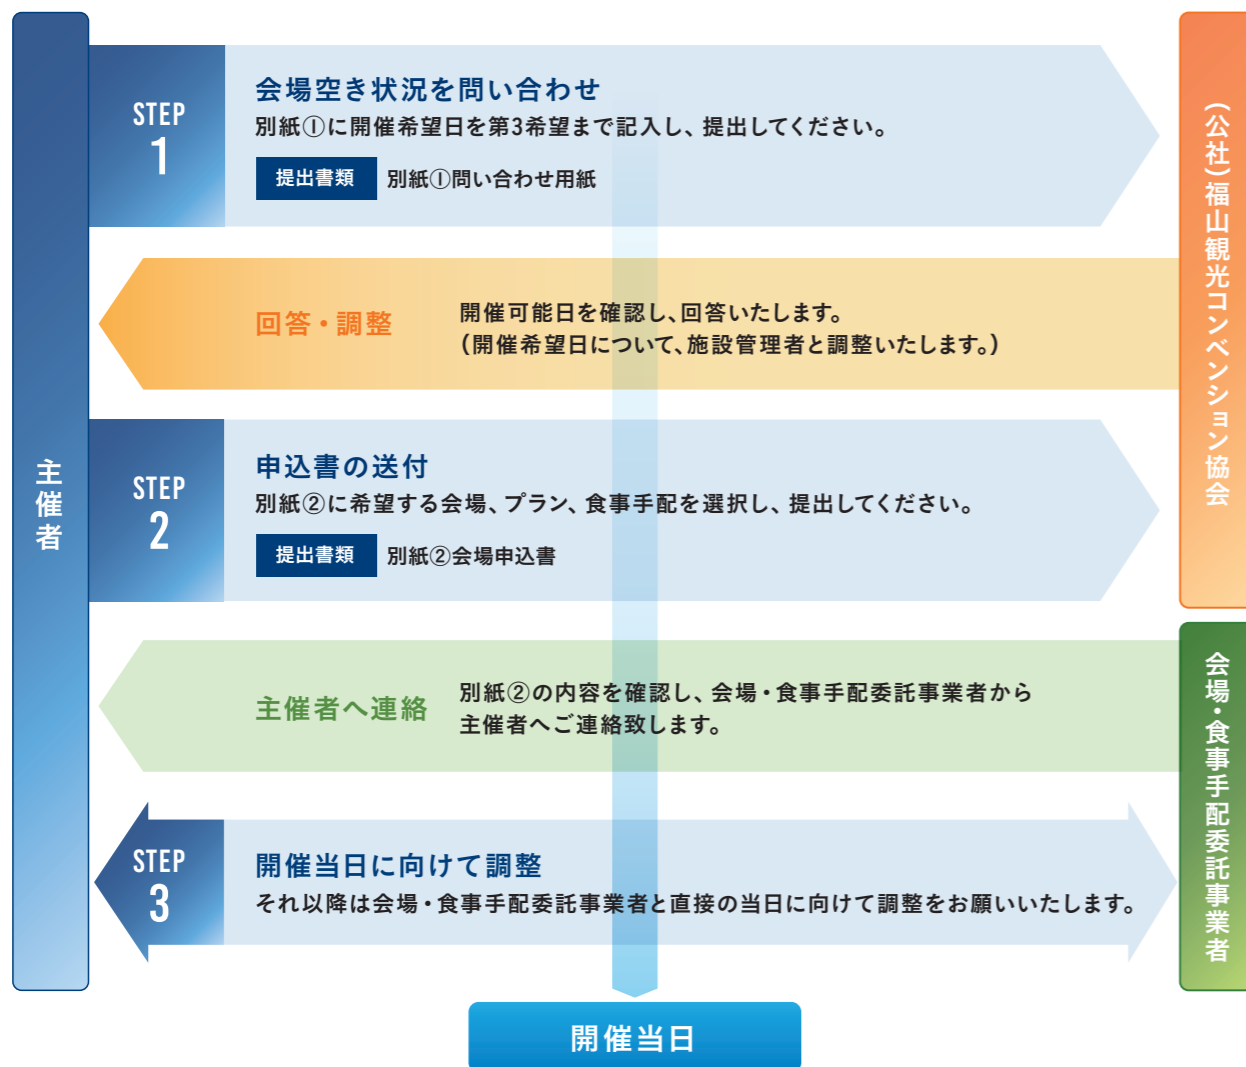 主催者
STEP
1
会場空き状況を問い合わせ
別紙①に開催希望日を第3希望まで記入し、提出してください。
提出書類 別紙①問い合わせ用紙
(公社)福山観光コンベンション協会
回答・調整
開催可能日を確認し、回答いたします。
(開催希望日について、施設管理者と調整いたします。)
STEP
2
申込書の送付
別紙②に希望する会場、プラン、食事手配を選択し、提出してください。
提出書類 別紙②会場申込書
主催者へ連絡
別紙②の内容を確認し、会場・食事手配委託事業者から
主催者へご連絡致します。
会場・食事手配委託事業者
STEP
3
開催当日に向けて調整
それ以降は会場・食事手配委託事業者と直接の当日に向けて調整をお願いいたします。
開催当日